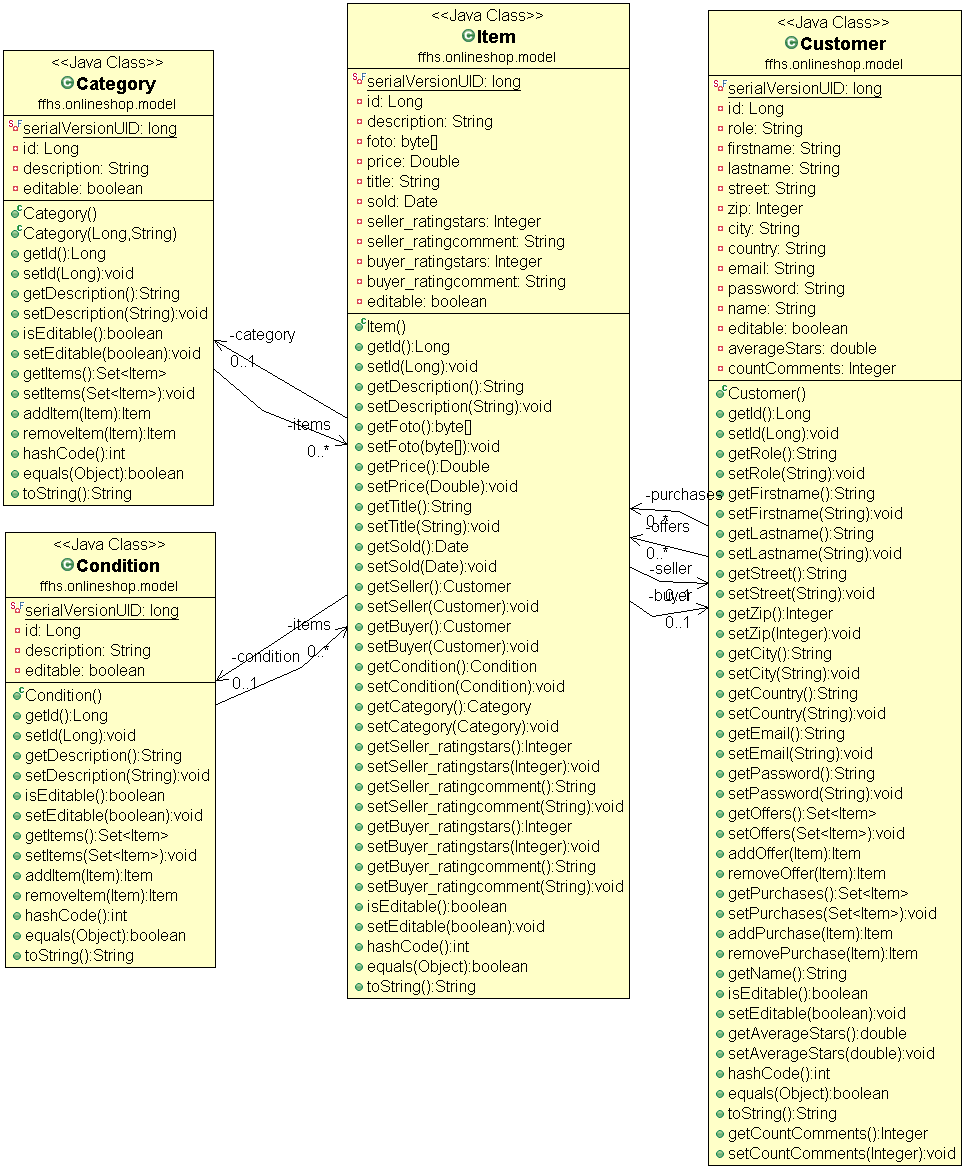 <<Java Class>>
Category
ffhs.onlineshop.model
serialVersionUID: long
id: Long
description: String
editable: boolean
Category()
Category(Long,String)
getId():Long
setId(Long):void
getDescription():String
setDescription(String):void
isEditable():boolean
setEditable(boolean):void
getItems():Set<Item>
setItems(Set<Item>):void
addItem(Item):Item
removeItem(Item):Item
hashCode():int
equals(Object):boolean
toString():String
<<Java Class>>
Condition
ffhs.onlineshop.model
serialVersionUID: long
id: Long
description: String
editable: boolean
Condition()
getId():Long
setId(Long):void
getDescription():String
setDescription(String):void
isEditable():boolean
setEditable(boolean):void
getItems():Set<Item>
setItems(Set<Item>):void
addItem(Item):Item
removeItem(Item):Item
hashCode():int
equals(Object):boolean
toString():String
-category
0..1
-items
0..*
-items
0..*
-condition
0..1
<<Java Class>>
Item
ffhs.onlineshop.model
serialVersionUID: long
id: Long
description: String
foto: byte[]
price: Double
title: String
sold: Date
seller_ratingstars: Integer
seller_ratingcomment: String
buyer_ratingstars: Integer
buyer_ratingcomment: String
editable: boolean
Item()
getId():Long
setId(Long):void
getDescription():String
setDescription(String):void
getFoto():byte[]
setFoto(byte[]):void
getPrice():Double
setPrice(Double):void
getTitle():String
setTitle(String):void
getSold():Date
setSold(Date):void
getSeller():Customer
setSeller(Customer):void
getBuyer():Customer
setBuyer(Customer):void
getCondition():Condition
setCondition(Condition):void
getCategory():Category
setCategory(Category):void
getSeller_ratingstars():Integer
setSeller_ratingstars(Integer):void
getSeller_ratingcomment():String
setSeller_ratingcomment(String):void
getBuyer_ratingstars():Integer
setBuyer_ratingstars(Integer):void
getBuyer_ratingcomment():String
setBuyer_ratingcomment(String):void
isEditable():boolean
setEditable(boolean):void
hashCode():int
equals(Object):boolean
toString():String
-purchases
0..*
-offers
0..*
-seller
0..1
-buyer
0..1
<<Java Class>>
Customer
ffhs.onlineshop.model
serialVersionUID: long
id: Long
role: String
firstname: String
lastname: String
street: String
zip: Integer
city: String
country: String
email: String
password: String
name: String
editable: boolean
averageStars: double
countComments: Integer
Customer()
getId():Long
setId(Long):void
getRole():String
setRole(String):void
getFirstname():String
setFirstname(String):void
getLastname():String
setLastname(String):void
getStreet():String
setStreet(String):void
getZip():Integer
setZip(Integer):void
getCity():String
setCity(String):void
getCountry():String
setCountry(String):void
getEmail():String
setEmail(String):void
getPassword():String
setPassword(String):void
getOffers():Set<Item>
setOffers(Set<Item>):void
addOffer(Item):Item
removeOffer(Item):Item
getPurchases():Set<Item>
setPurchases(Set<Item>):void
addPurchase(Item):Item
removePurchase(Item):Item
getName():String
isEditable():boolean
setEditable(boolean):void
getAverageStars():double
setAverageStars(double):void
hashCode():int
equals(Object):boolean
toString():String
getCountComments():Integer
setCountComments(Integer):void